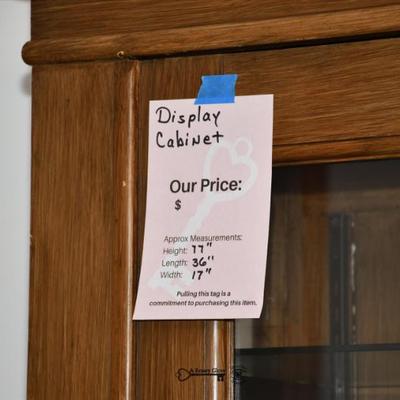 Display
Cabinet
Our Price:
$
Approx Measurements:
Height: 77"
Length: 36"
Width: 17"
Pulling this tag is a
commitment to purchasing this item.